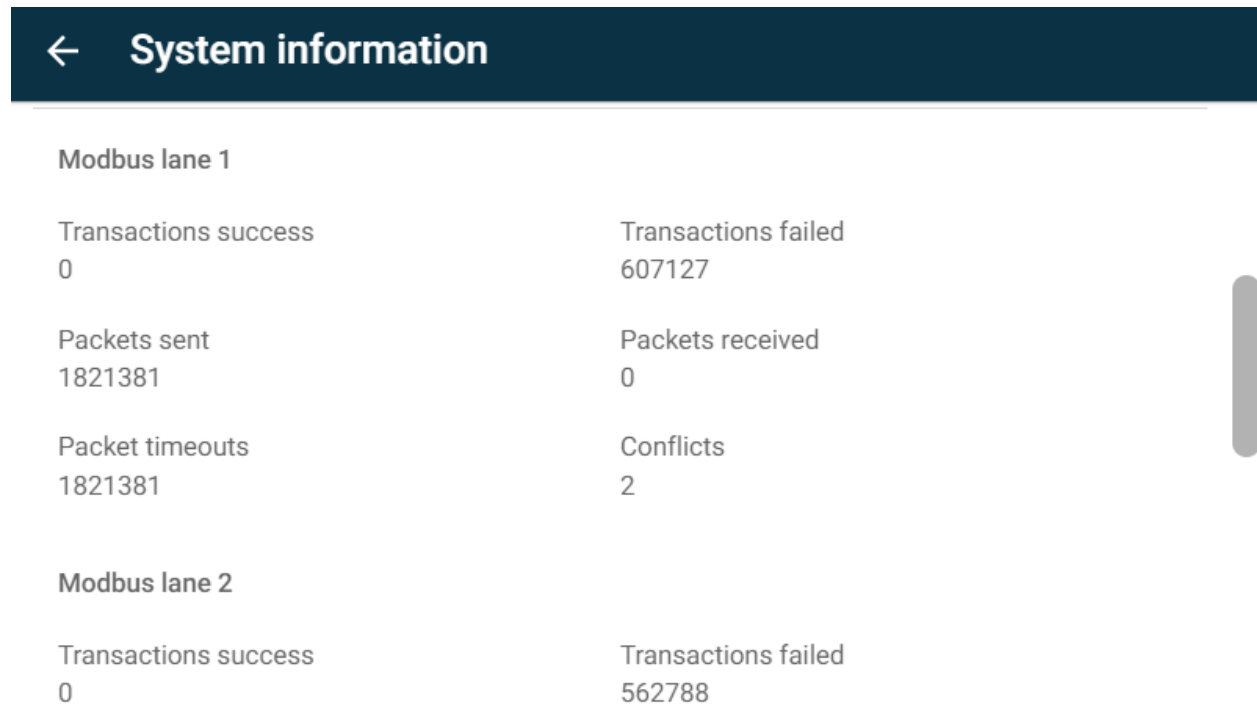 System information
Modbus lane 1
Transactions success
Transactions failed
0
607127
Packets sent
Packets received
1821381
0
Packet timeouts
Conflicts
1821381
2
Modbus lane 2
Transactions success
Transactions failed
0
562788